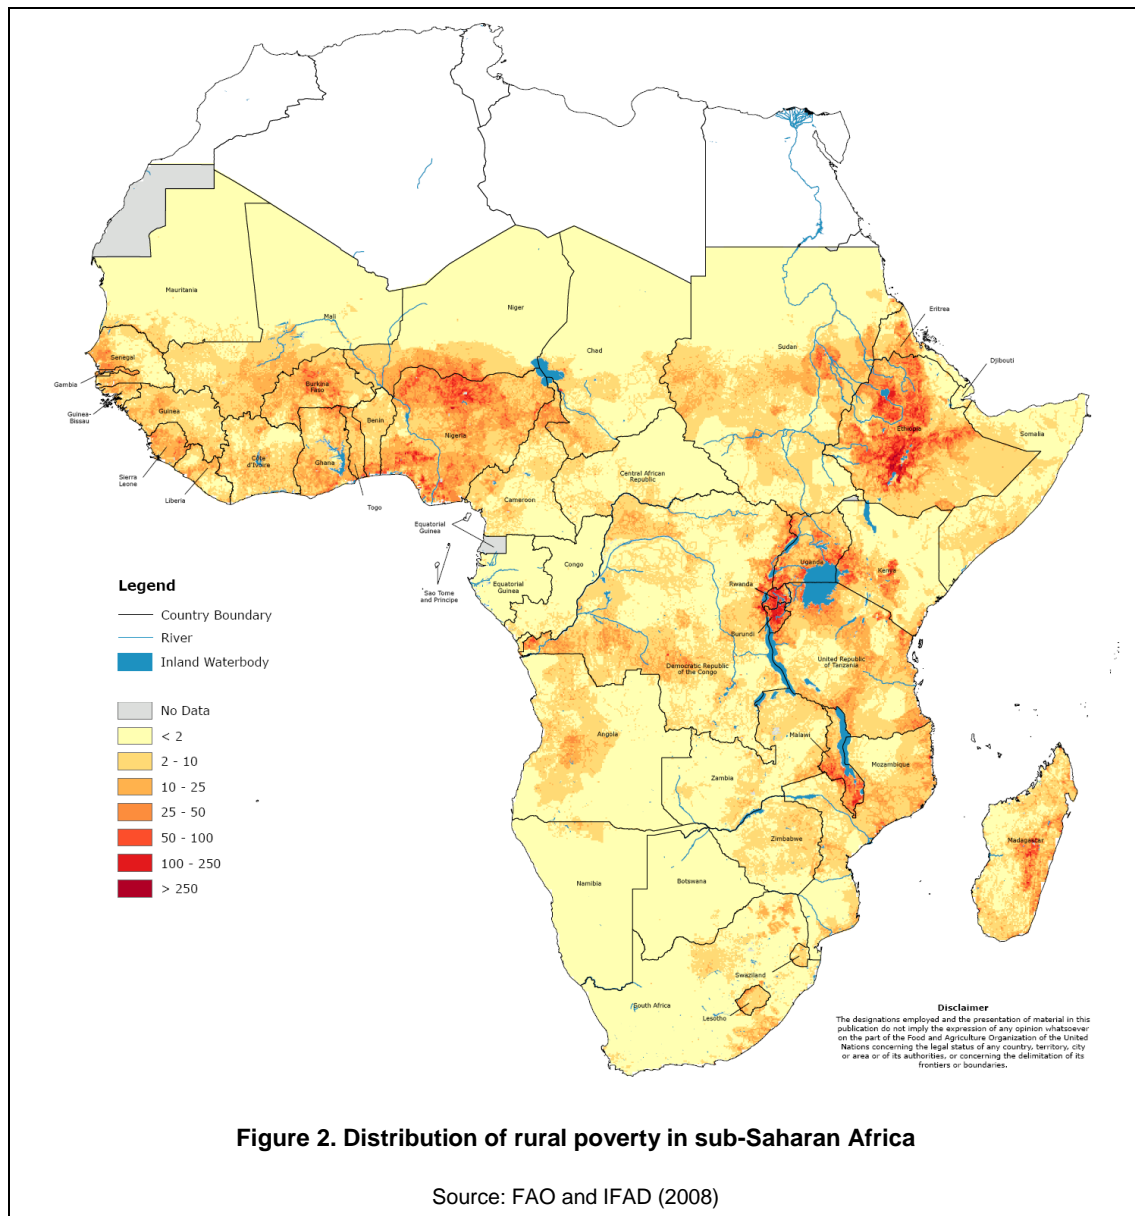 Mauritania
Mali
Niger
Chad
Sudan
Eritrea
Djibouti
Senegal
Gambia
Guinea-
Bissau
Guinea
Sierra
Leone
Liberia
Côte
d'Ivoire
Burkina
Faso
Ghana
Togo
Benin
Nigeria
Cameroon
Central African
Republic
Ethiopia
Somalia
Equatorial
Guinea
Sao Tome
and Principe
Equatorial
Guinea
Congo
Democratic Republic
of the Congo
Uganda
Kenya
Rwanda
Burundi
United Republic
of Tanzania
Angola
Zambia
Malawi
Mozambique
Zimbabwe
Madagascar
Namibia
Botswana
Swaziland
South Africa
Lesotho
Legend
Country Boundary
River
Inland Waterbody
No Data
< 2
2 - 10
10 - 25
25 - 50
50 - 100
100 - 250
> 250
Disclaimer
The designations employed and the presentation of material in this
publication do not imply the expression of any opinion whatsoever
on the part of the Food and Agriculture Organization of the United
Nations concerning the legal status of any country, territory, city
or area or of its authorities, or concerning the delimitation of its
frontiers or boundaries.
Figure 2. Distribution of rural poverty in sub-Saharan Africa
Source: FAO and IFAD (2008)